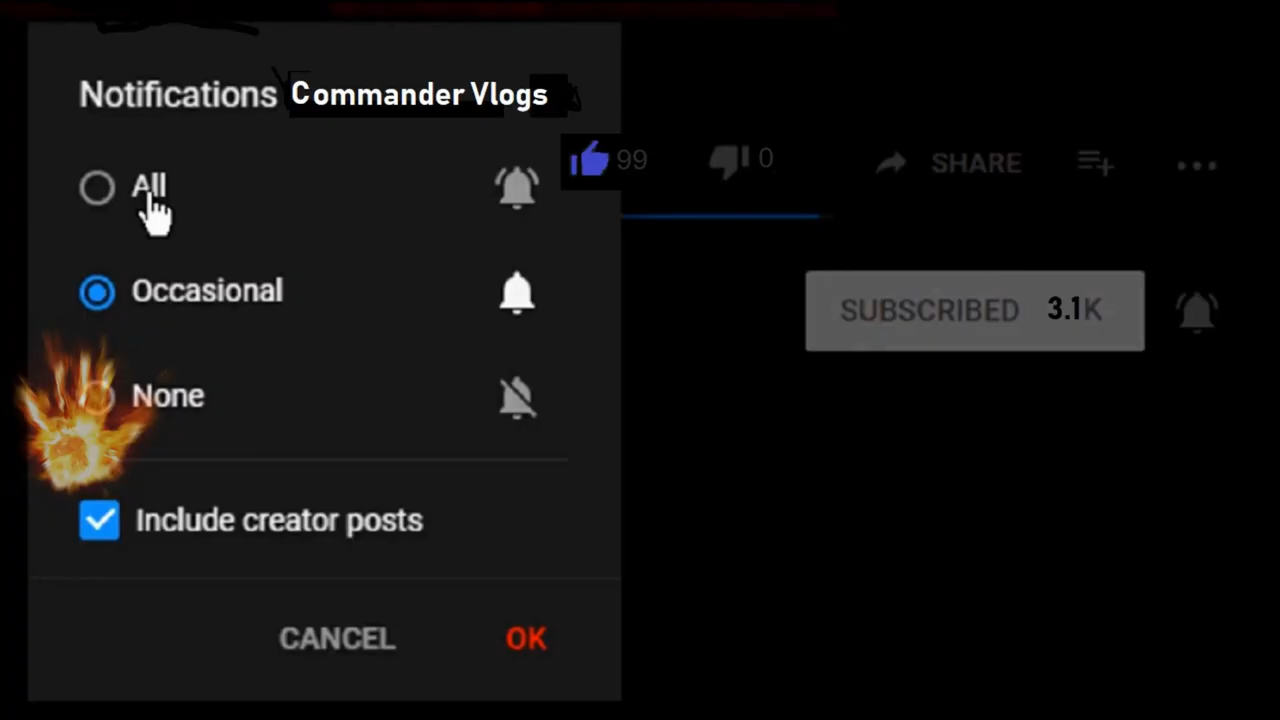 Notifications Commander Vlogs
All
Occasional
None
Include creator posts
CANCEL OK
99 0 SHARE
SUBSCRIBED 3.1K